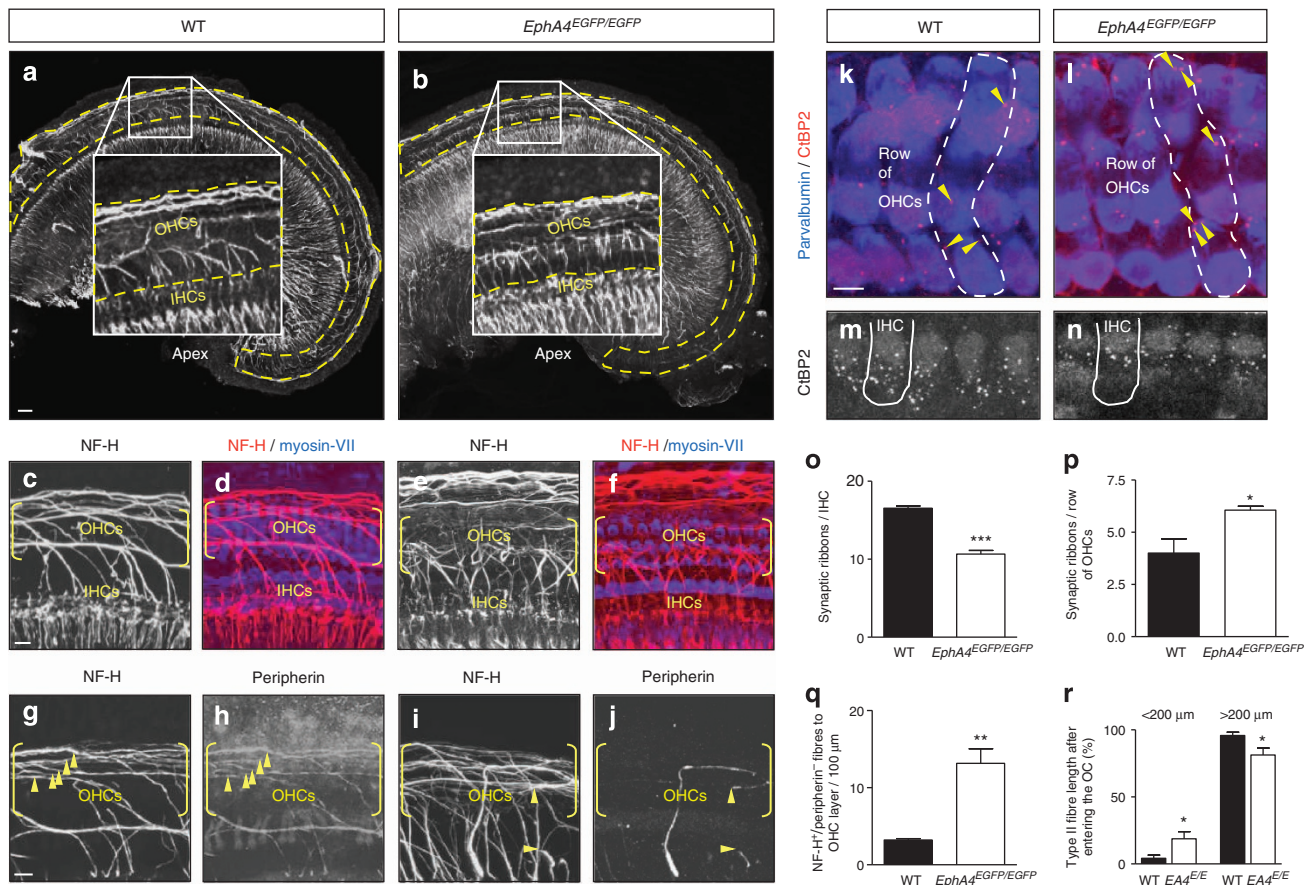 WT
EphA4EGFP/EGFP
WT
EphA4EGFP/EGFP
a
OHCs
IHCs
Apex
b
OHCs
IHCs
Apex
Parvalbumin / CtBP2
k
Row
of
OHCs
l
Row of
OHCs
CtBP2
m
IHC
n
IHC
NF-H
NF-H / myosin-VII
NF-H
NF-H /myosin-VII
c
OHCs
IHCs
d
OHCs
IHCs
e
OHCs
IHCs
f
OHCs
IHCs
NF-H
Peripherin
NF-H
Peripherin
g
OHCs
h
OHCs
i
OHCs
j
OHCs
o
Synaptic ribbons / IHC
20
10
0
***
WT
EphA4EGFP/EGFP
p
Synaptic ribbons / row
of OHCs
7.5
5.0
2.5
0.0
*
WT
EphA4EGFP/EGFP
q
NF-H+/peripherin– fibres to
OHC layer / 100 μm
20
10
0
**
WT
EphA4EGFP/EGFP
r
Type II fibre length after
entering the OC (%)
<200 μm
>200 μm
100
50
0
*
*
WT EA4E/E
WT EA4E/E